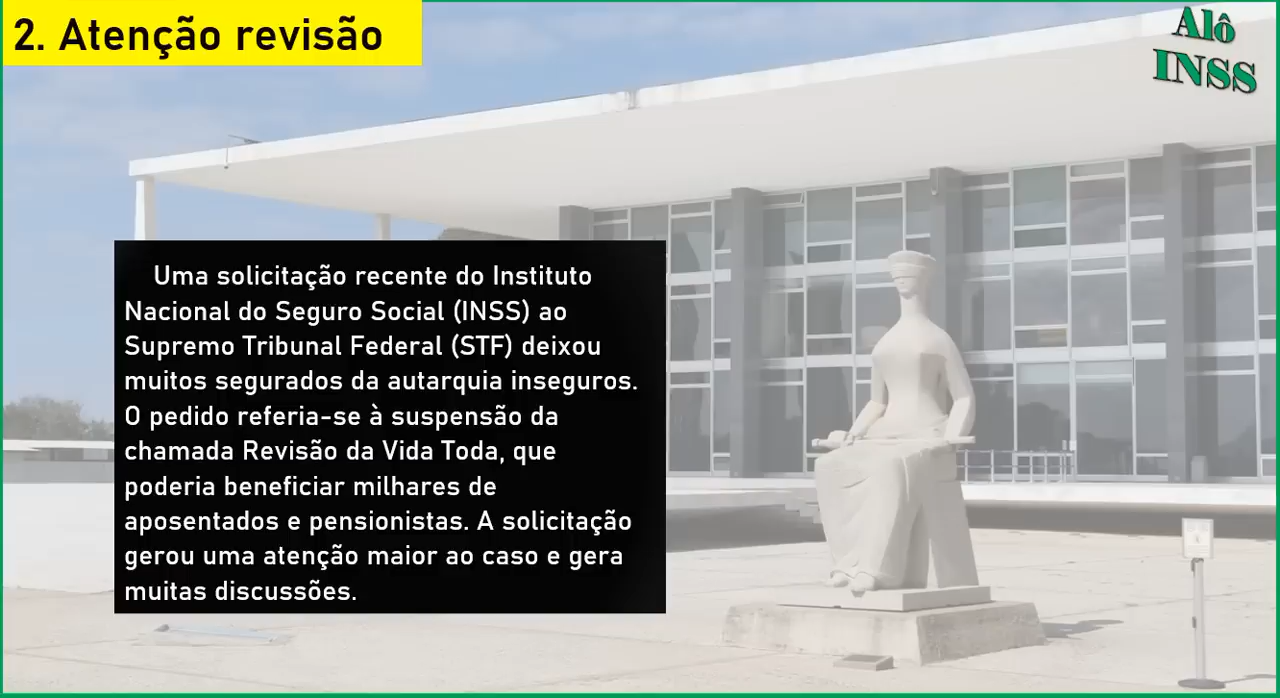 2. Atenção revisão
Alô
INSS
Uma solicitação recente do Instituto
Nacional do Seguro Social (INSS) ao
Supremo Tribunal Federal (STF) deixou
muitos segurados da autarquia inseguros.
O pedido referia-se à suspensão da
chamada Revisão da Vida Toda, que
poderia beneficiar milhares de
aposentados e pensionistas. A solicitação
gerou uma atenção maior ao caso e gera
muitas discussões.